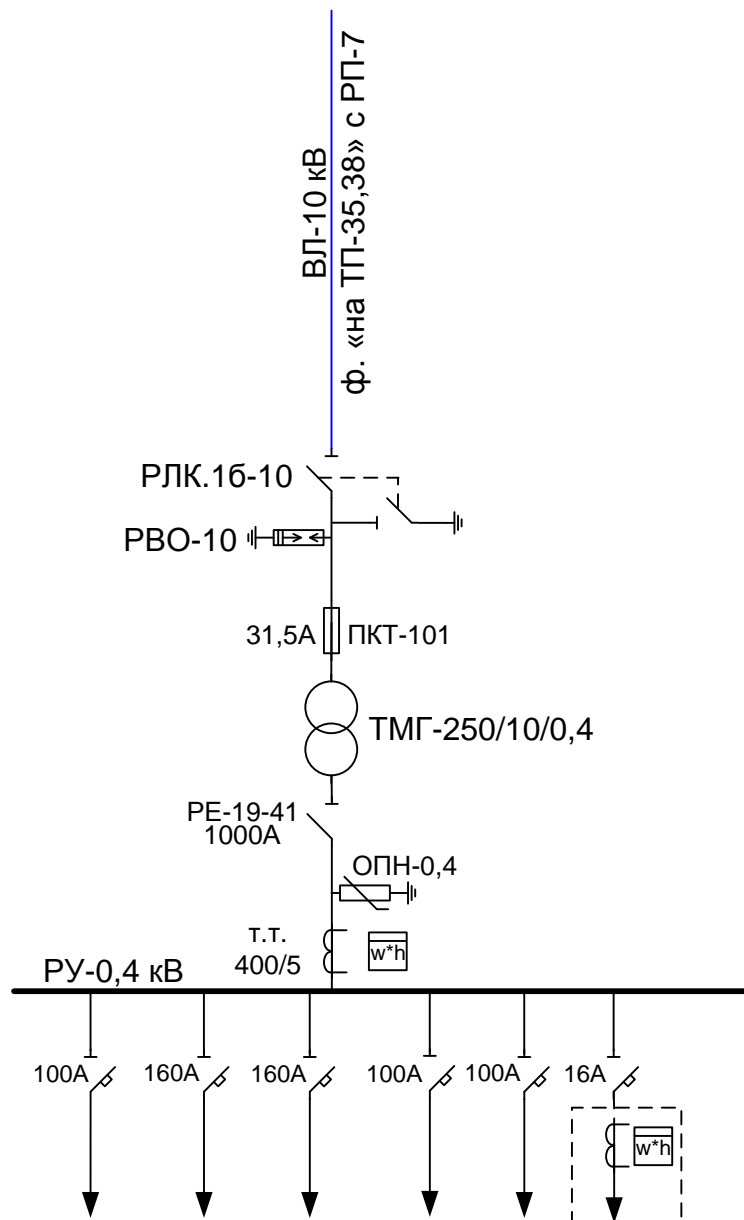 ВЛ-10 кВ
ф. «на ТП-35,38» с РП-7
РЛК.1б-10
РВО-10
31,5А
ПКТ-101
ТМГ-250/10/0,4
РЕ-19-41
1000А
ОПН-0,4
т.т.
400/5
w*h
РУ-0,4 кВ
100А
160А
160А
100А
100А
16А
w*h